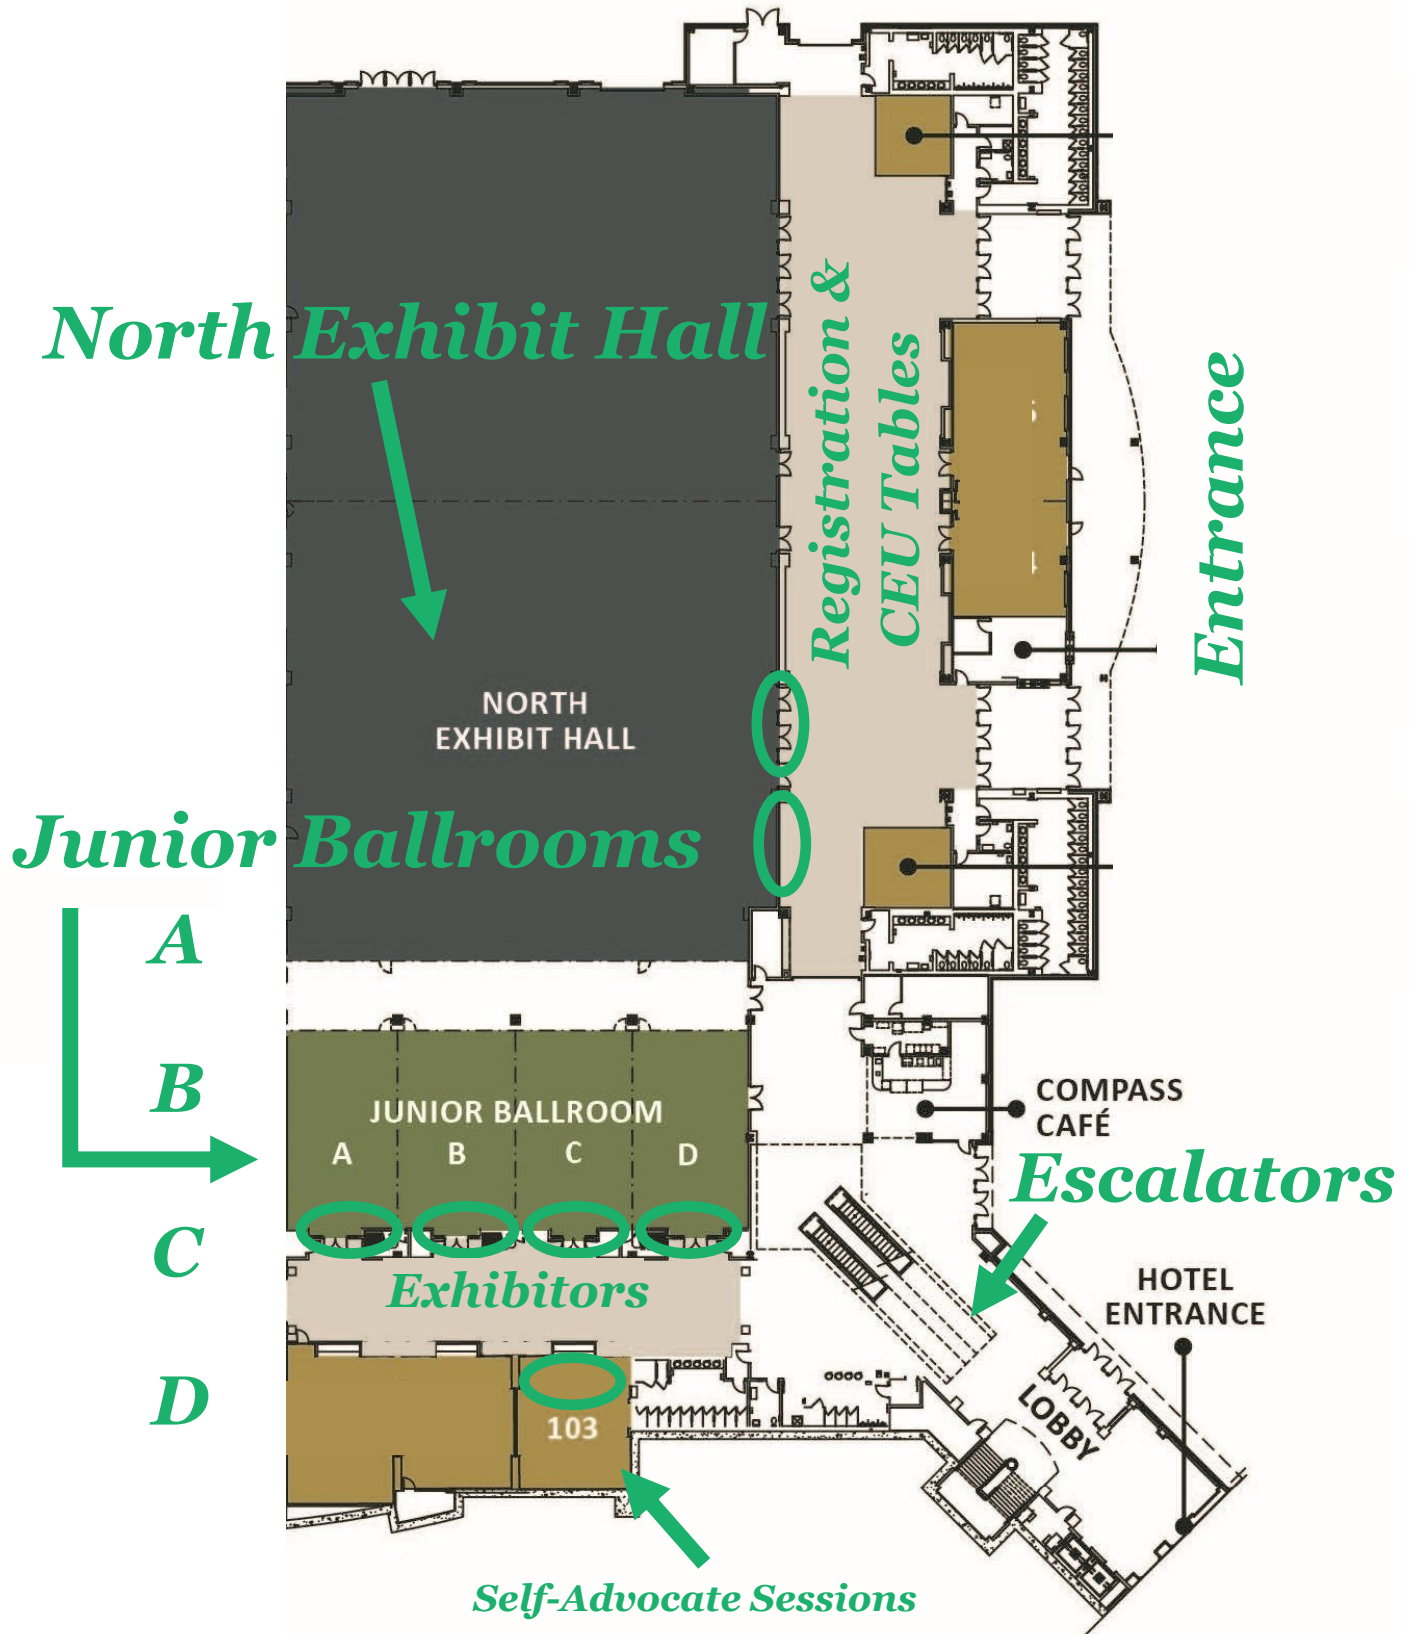 North Exhibit Hall
Registration &
CEU Tables
Entrance
NORTH
EXHIBIT HALL
Junior Ballrooms
A
B
C
D
JUNIOR BALLROOM
A B C D
COMPASS
CAFÉ
Escalators
Exhibitors
HOTEL
ENTRANCE
LOBBY
103
Self-Advocate Sessions